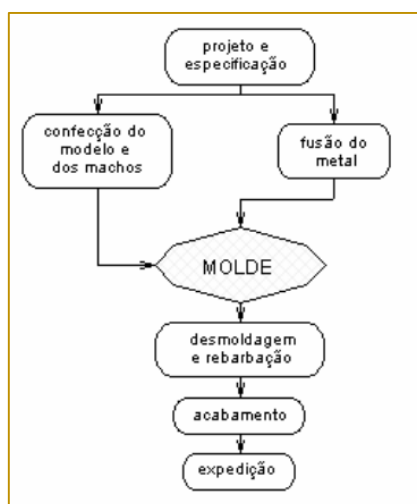 projeto e
especificação
confecção do
modelo e
dos machos
fusão do
metal
MOLDE
desmoldagem
e rebarbação
acabamento
expedição